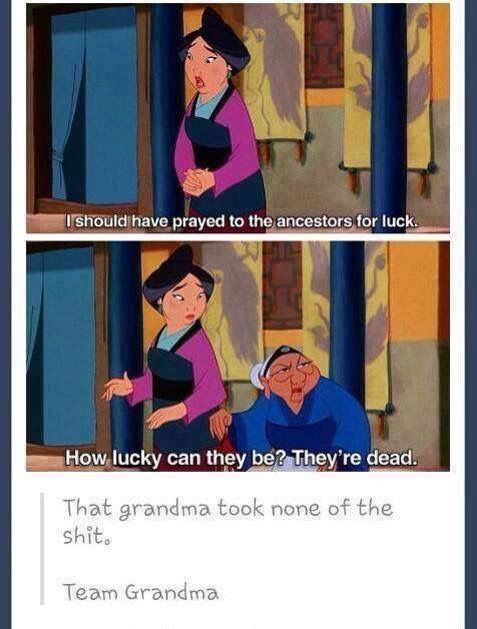 I should have prayed to the ancestors for luck.
How lucky can they be? They're dead.
That grandma took none of the
shit.
Team Grandma